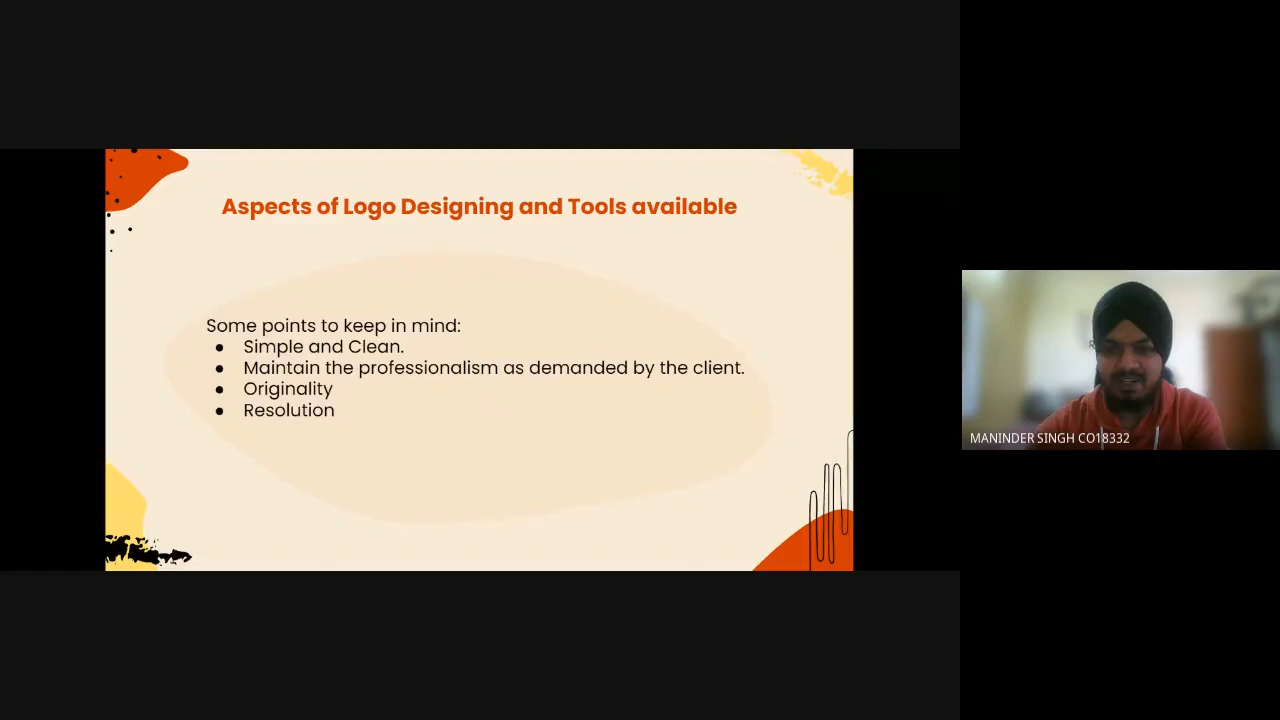 Aspects of Logo Designing and Tools available
Some points to keep in mind:
● Simple and Clean.
● Maintain the professionalism as demanded by the client.
● Originality
● Resolution
MANINDER SINGH CO18332